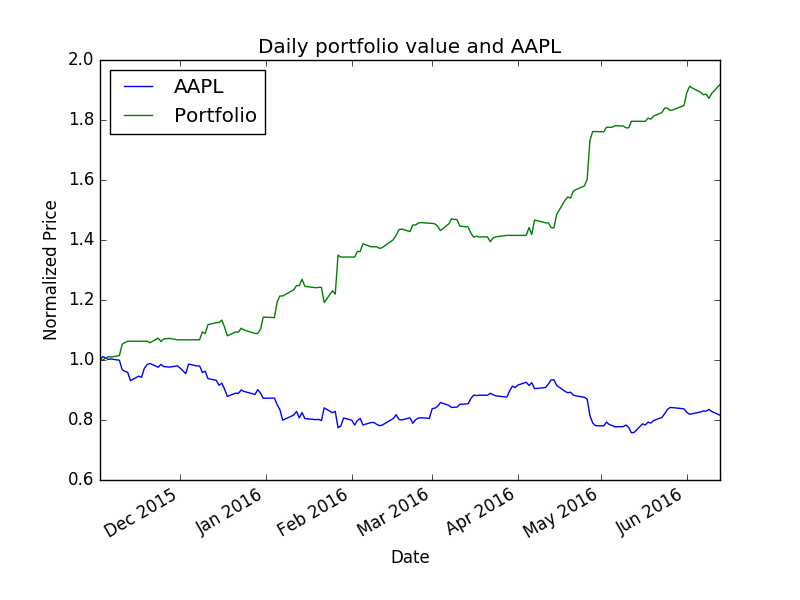 Daily portfolio value and AAPL
2.0
1.8
1.6
1.4
1.2
1.0
0.8
0.6
AAPL
Portfolio
Normalized Price
Dec 2015
Jan 2016
Feb 2016
Mar 2016
Apr 2016
May 2016
Jun 2016
Date